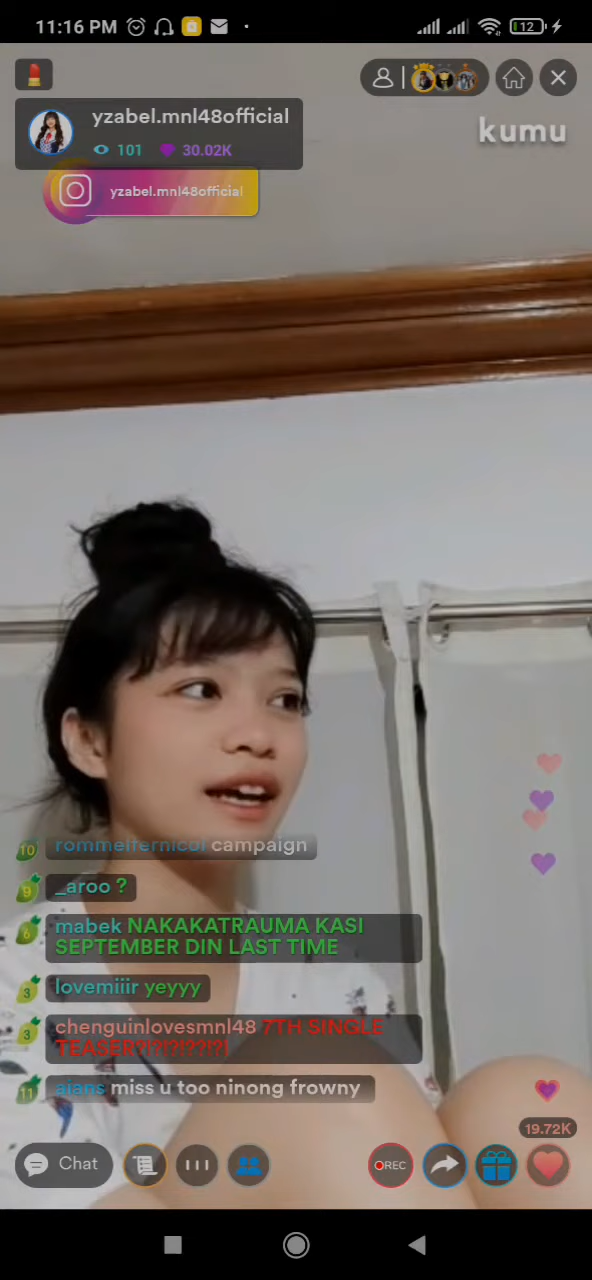 11:16 PM
12
yzabel.mnl48official
kumu
101 30.02K
yzabel.mnl48official
10 rommelfernicol campaign
9 _aroo ?
6 mabek NAKAKATRAUMA KASI
SEPTEMBER DIN LAST TIME
3 lovemiiir yeyyy
3 chenguinlovesmnl48 7TH SINGLE
TEASER?!?!?!??!?!
11 aians miss u too ninong frowny
19.72K
Chat
REC